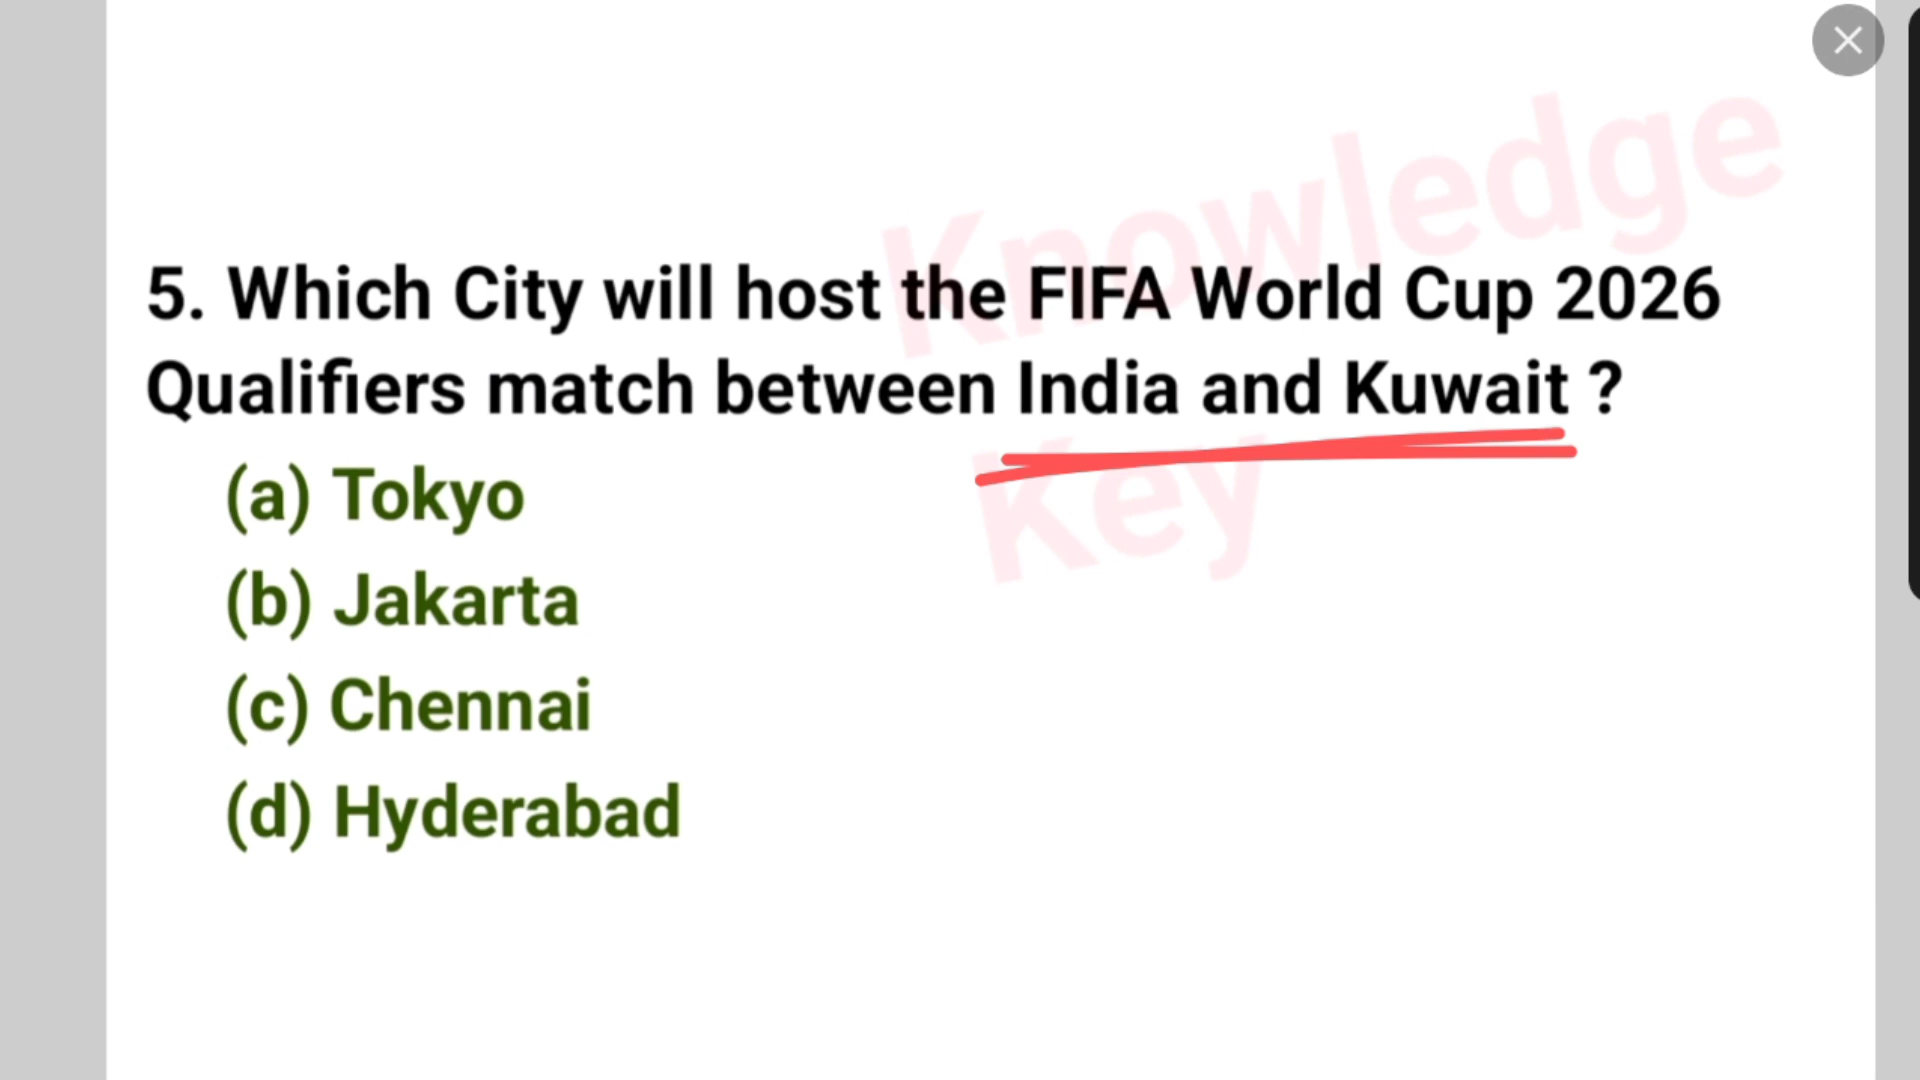 Knowledge
Key
5. Which City will host the FIFA World Cup 2026
Qualifiers match between India and Kuwait ?
(a) Tokyo
(b) Jakarta
(c) Chennai
(d) Hyderabad